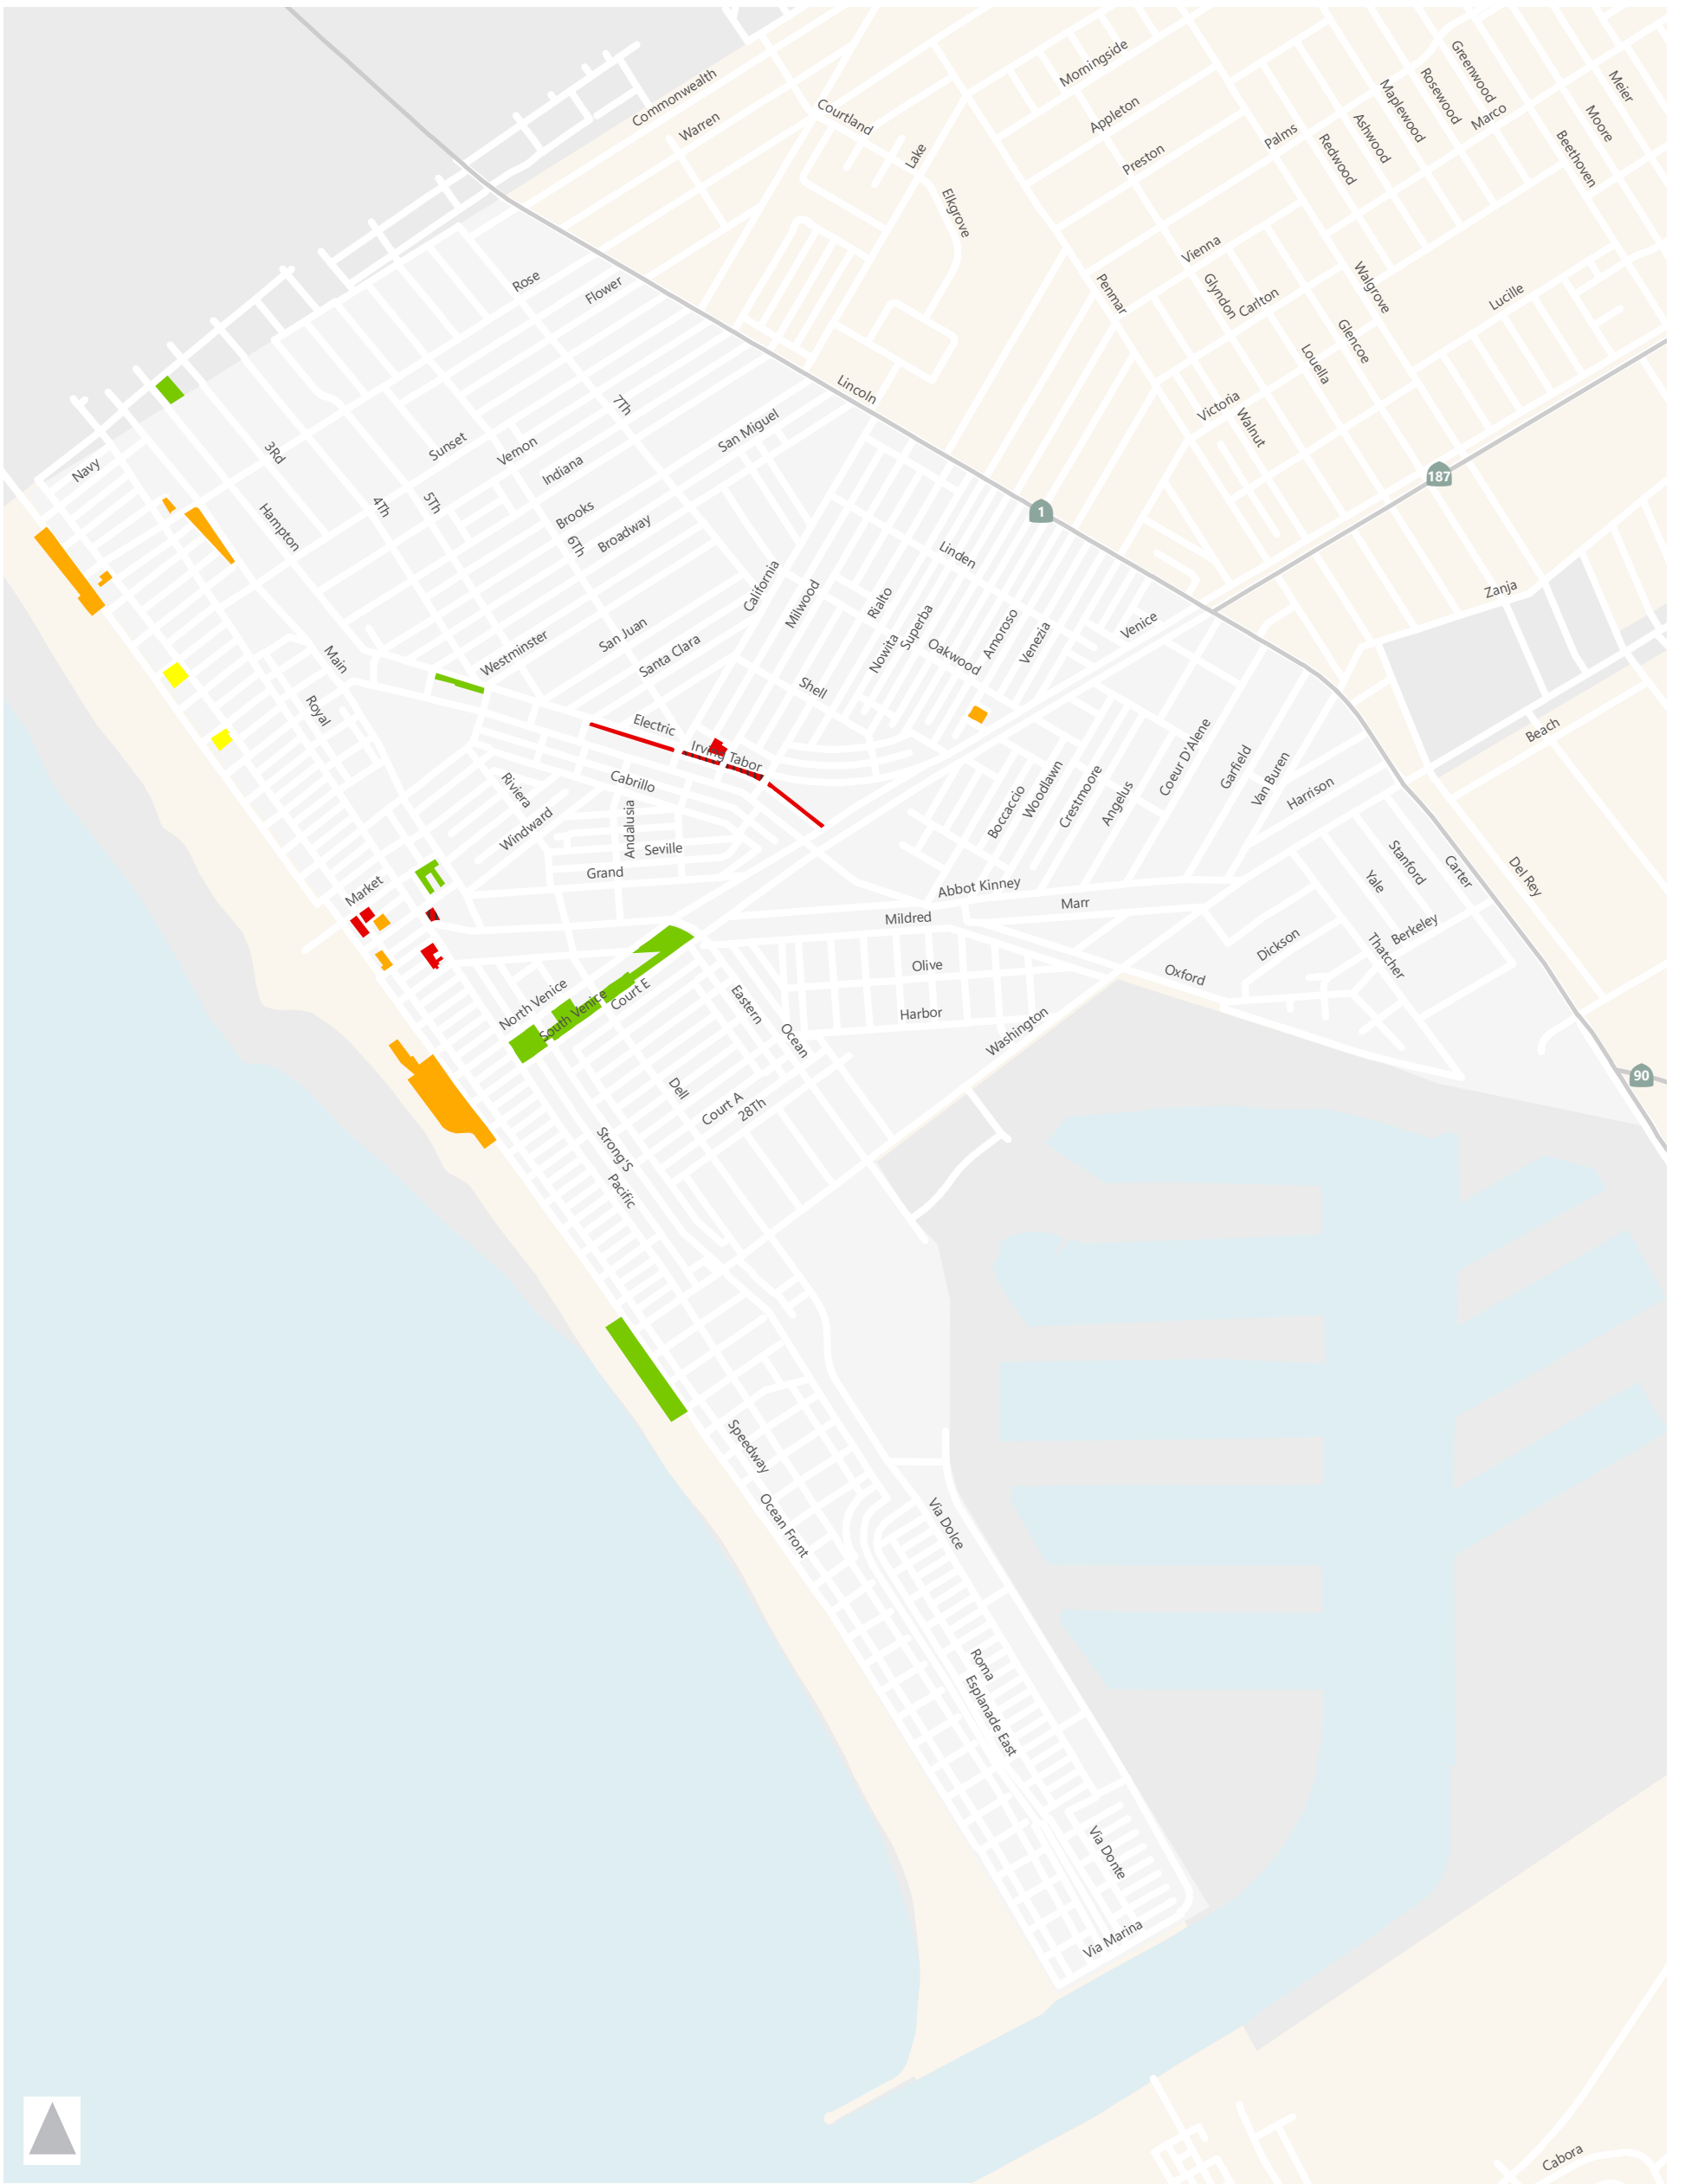 Commonwealth
Warren
Courtland
Lake
Elkgrove
Morningside
Appleton
Preston
Palms
Greenwood
Rosewood
Maplewood
Ashwood
Redwood
Marco
Meier
Moore
Beethoven
Rose
Flower
Lincoln
Penmar
Vienna
Glyndon
Carlton
Walgrove
Glencoe
Louella
Lucille
Victoria
Walnut
Navy
3Rd
Hampton
4Th
5Th
Sunset
Vernon
Indiana
7Th
San Miguel
Brooks
6Th
Broadway
1
187
Linden
Zanja
California
Milwood
Rialto
Nowita
Superba
Oakwood
Amoroso
Venezia
Venice
Main
Royal
Westminster
San Juan
Santa Clara
Shell
Electric
Irving Tabor
Cabrillo
Riviera
Windward
Andalusia
Seville
Grand
Market
Boccaccio
Woodlawn
Crestmoore
Angelus
Coeur D'Alene
Garfield
Van Buren
Harrison
Beach
Stanford
Yale
Carter
Del Rey
Abbot Kinney
Marr
Mildred
Olive
Harbor
Dickson
Berkeley
Thatcher
Oxford
Washington
North Venice
South Venice
Court E
Eastern
Ocean
90
Dell
Court A
28Th
Strong'S
Pacific
Speedway
Ocean Front
Via Dolce
Roma
Esplanade East
Via Donte
Via Marina
Cabora